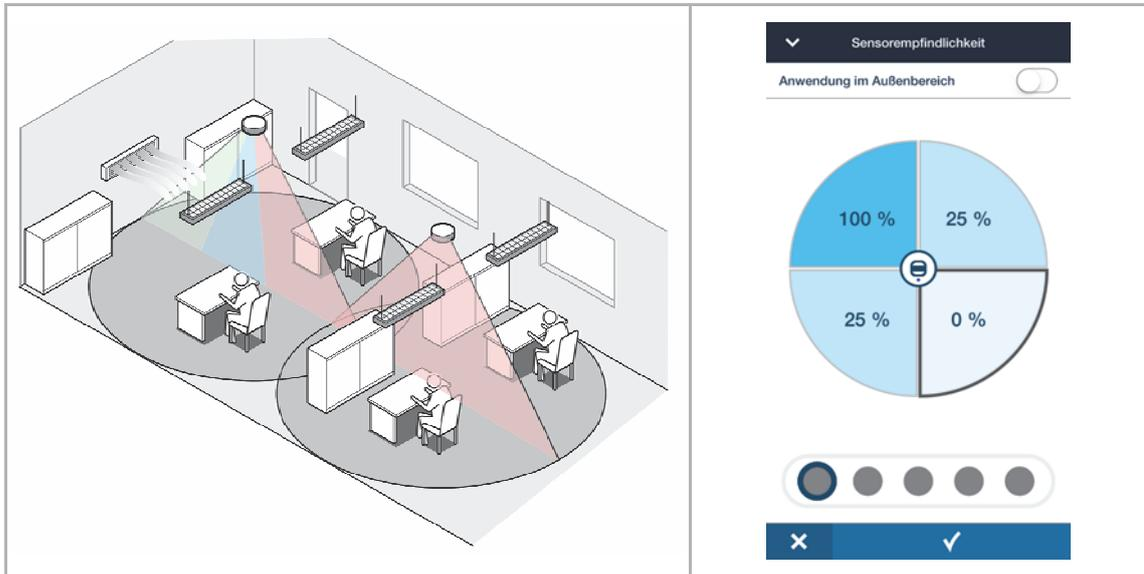 Sensorempfindlichkeit
Anwendung im Außenbereich
100 %
25 %
25 %
0 %